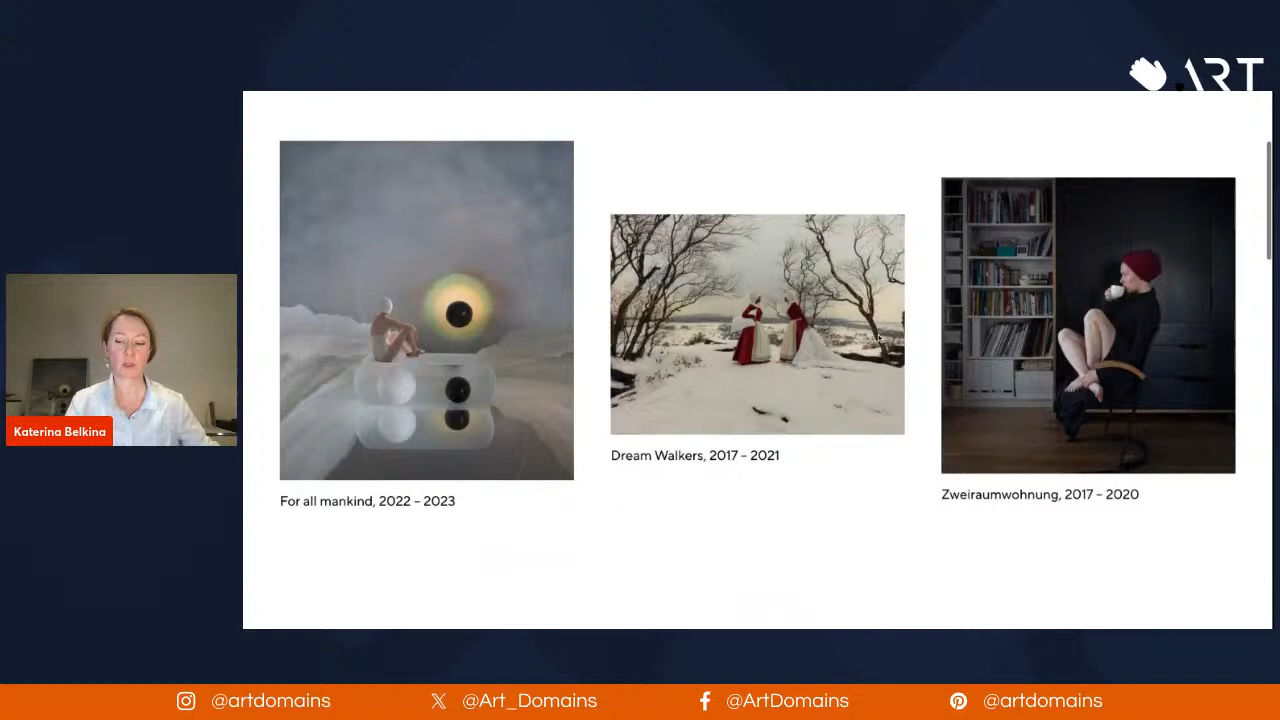 .ART
Katerina Belkina
For all mankind, 2022 – 2023
Dream Walkers, 2017 – 2021
Zweiraumwohnung, 2017 – 2020
@artdomains
@Art_Domains
@ArtDomains
@artdomains